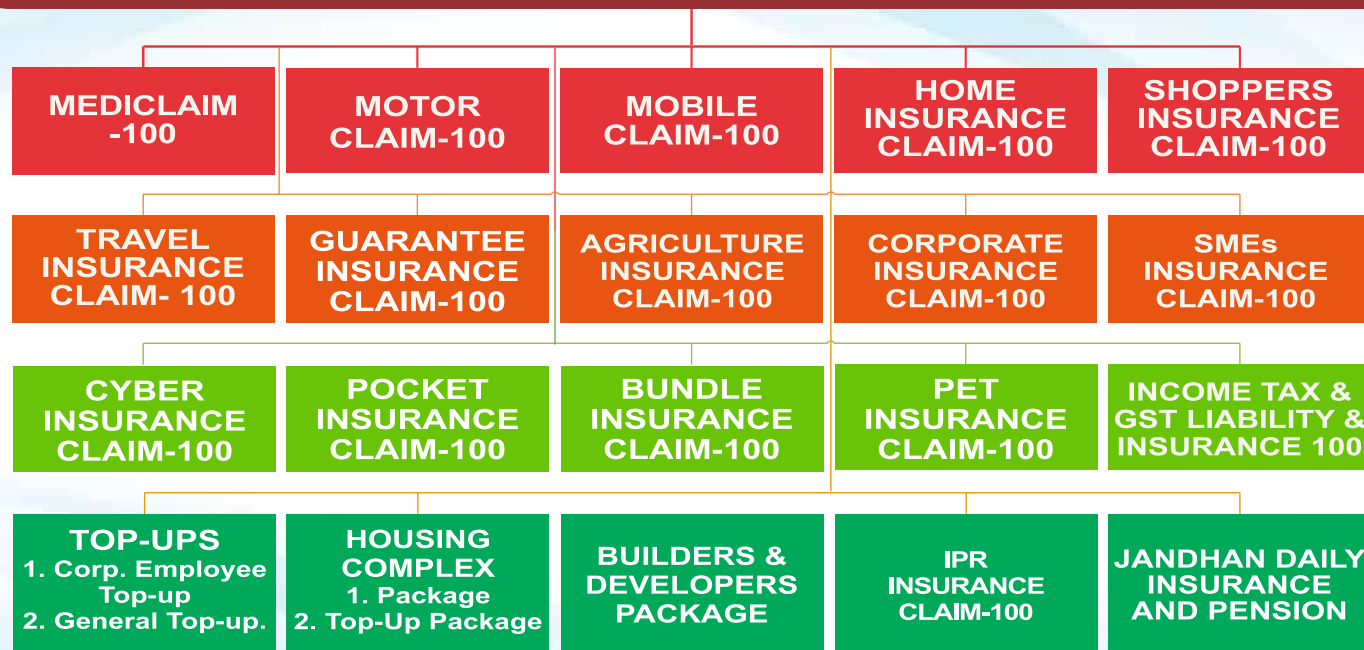 MEDICLAIM
-100
MOTOR
CLAIM-100
MOBILE
CLAIM-100
HOME
INSURANCE
CLAIM-100
SHOPPERS
INSURANCE
CLAIM-100
TRAVEL
INSURANCE
CLAIM- 100
GUARANTEE
INSURANCE
CLAIM-100
AGRICULTURE
INSURANCE
CLAIM-100
CORPORATE
INSURANCE
CLAIM-100
SMEs
INSURANCE
CLAIM-100
CYBER
INSURANCE
CLAIM-100
POCKET
INSURANCE
CLAIM-100
BUNDLE
INSURANCE
CLAIM-100
PET
INSURANCE
CLAIM-100
INCOME TAX &
GST LIABILITY &
INSURANCE 100
TOP-UPS
1. Corp. Employee
Top-up
2. General Top-up.
HOUSING
COMPLEX
1. Package
2. Top-Up Package
BUILDERS &
DEVELOPERS
PACKAGE
IPR
INSURANCE
CLAIM-100
JANDHAN DAILY
INSURANCE
AND PENSION